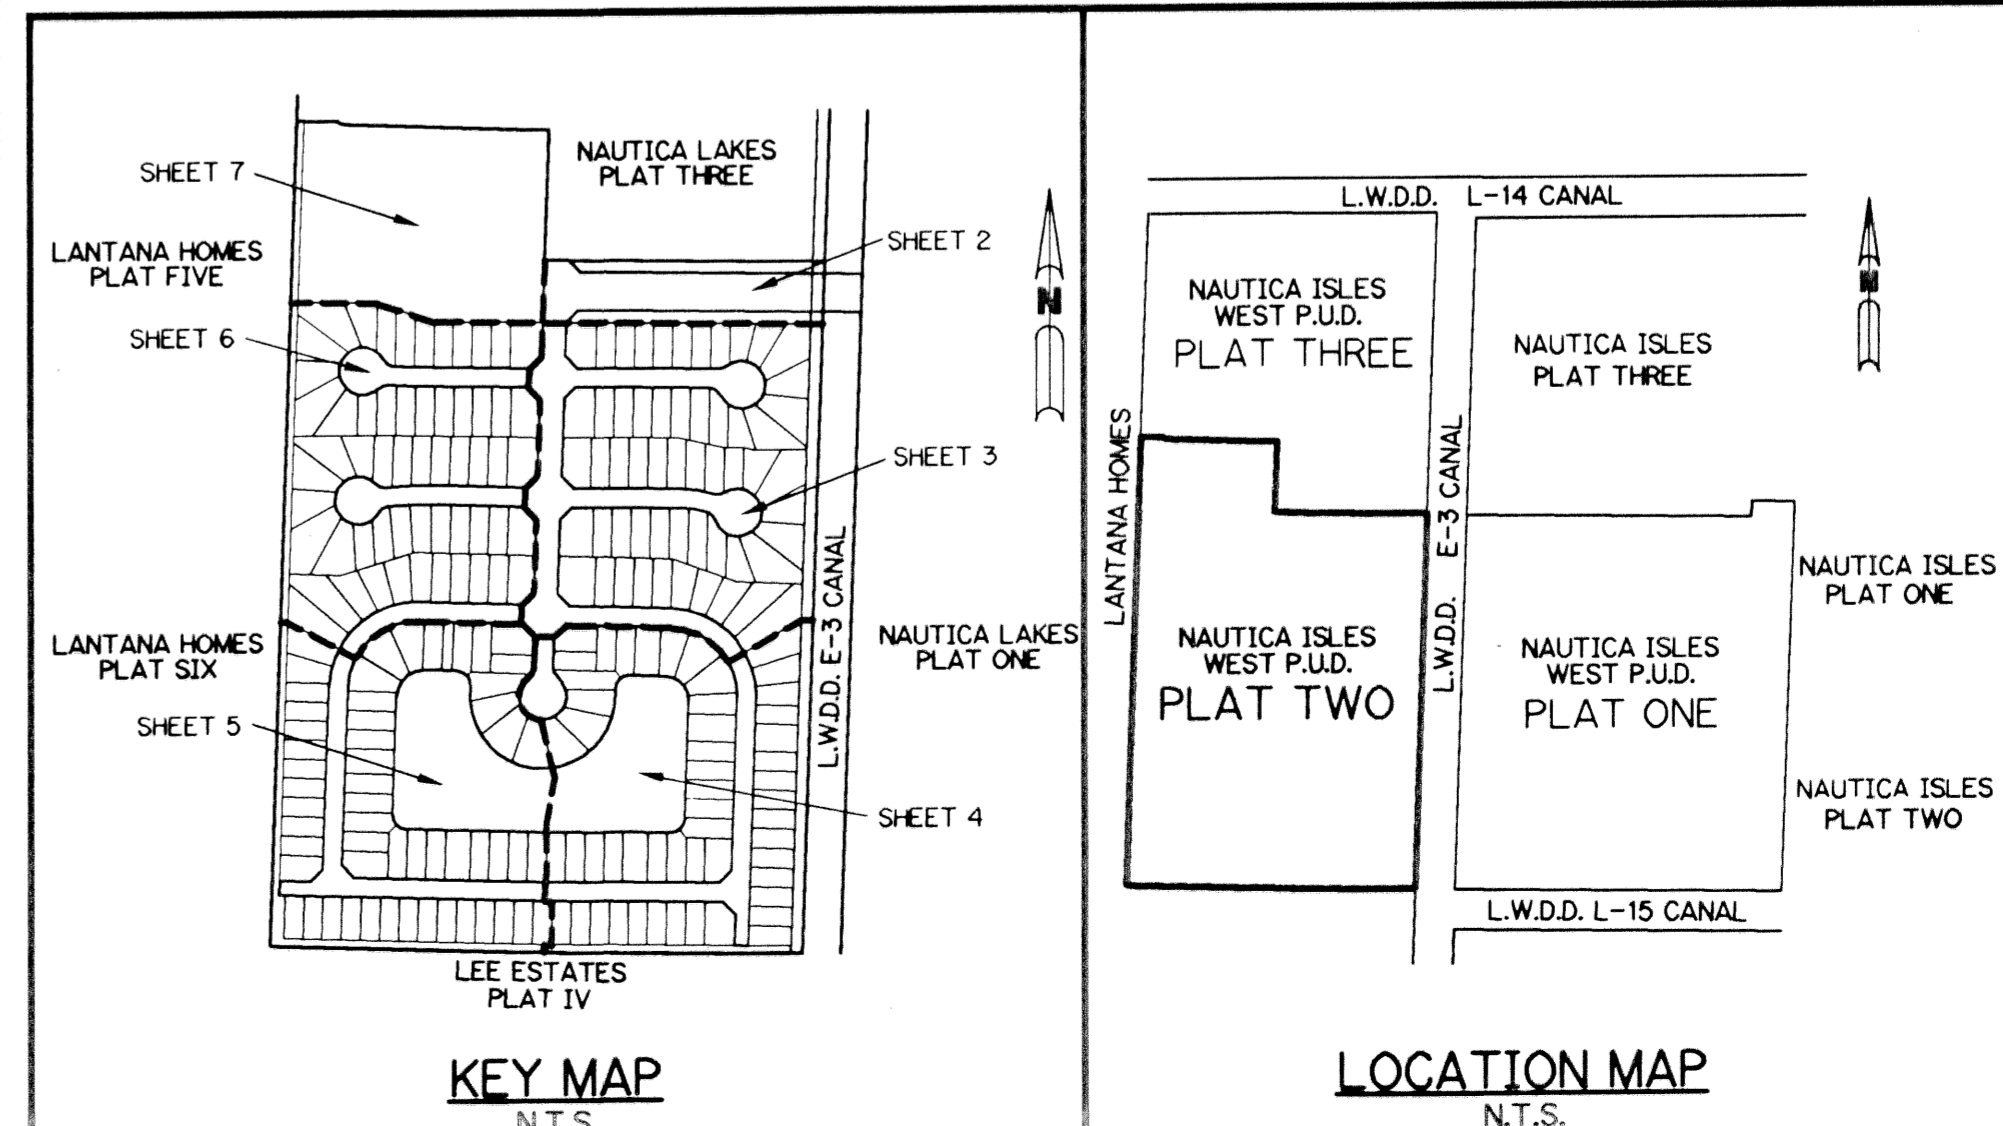 SHEET 7
NAUTICA LAKES
PLAT THREE
SHEET 2
LANTANA HOMES
PLAT FIVE
SHEET 6
N
SHEET 3
L.W.D.D. E-3 CANAL
LANTANA HOMES
PLAT SIX
NAUTICA LAKES
PLAT ONE
SHEET 5
SHEET 4
LEE ESTATES
PLAT IV
KEY MAP
N.T.S.
L.W.D.D. L-14 CANAL
NAUTICA ISLES
WEST P.U.D.
PLAT THREE
NAUTICA ISLES
PLAT THREE
N
LANTANA HOMES
L.W.D.D. E-3 CANAL
NAUTICA ISLES
PLAT ONE
NAUTICA ISLES
WEST P.U.D.
PLAT TWO
NAUTICA ISLES
WEST P.U.D.
PLAT ONE
NAUTICA ISLES
PLAT TWO
L.W.D.D. L-15 CANAL
LOCATION MAP
N.T.S.